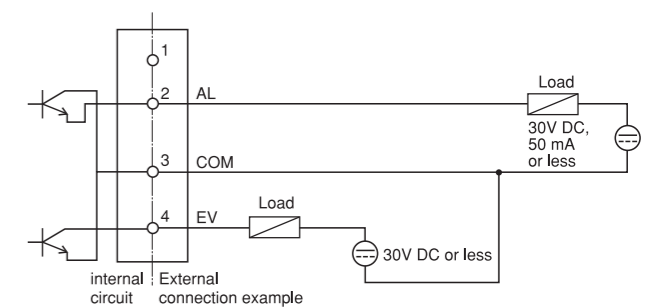 1
2 AL
Load
30V DC,
50 mA
or less
3 COM
4 EV
Load
30V DC or less
internal
circuit
External
connection example